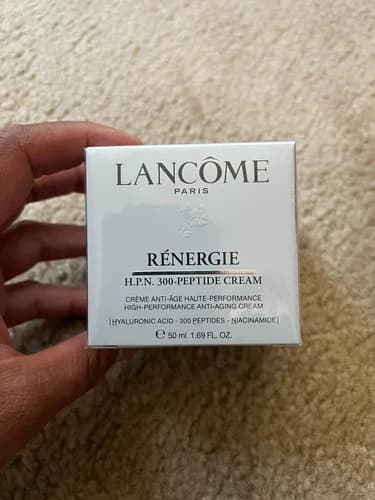 LANCÔME
PARIS
RÉNERGIE
H.P.N. 300-PEPTIDE CREAM
CRÈME ANTI-ÂGE HAUTE-PERFORMANCE
HIGH-PERFORMANCE ANTI-AGING CREAM
[HYALURONIC ACID - 300 PEPTIDES - NIACINAMIDE]
℮ 50 ml 1.69 FL. OZ.